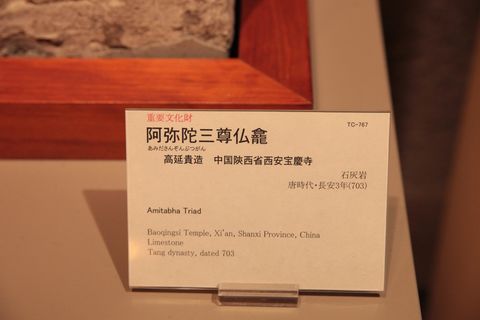 重要文化財
TC-767
阿弥陀三尊仏龕
あみださんぞんぶつがん
高延貴造 中国陝西省西安宝慶寺
石灰岩
唐時代・長安3年(703)
Amitabha Triad
Baoqingsi Temple, Xi'an, Shanxi Province, China
Limestone
Tang dynasty, dated 703